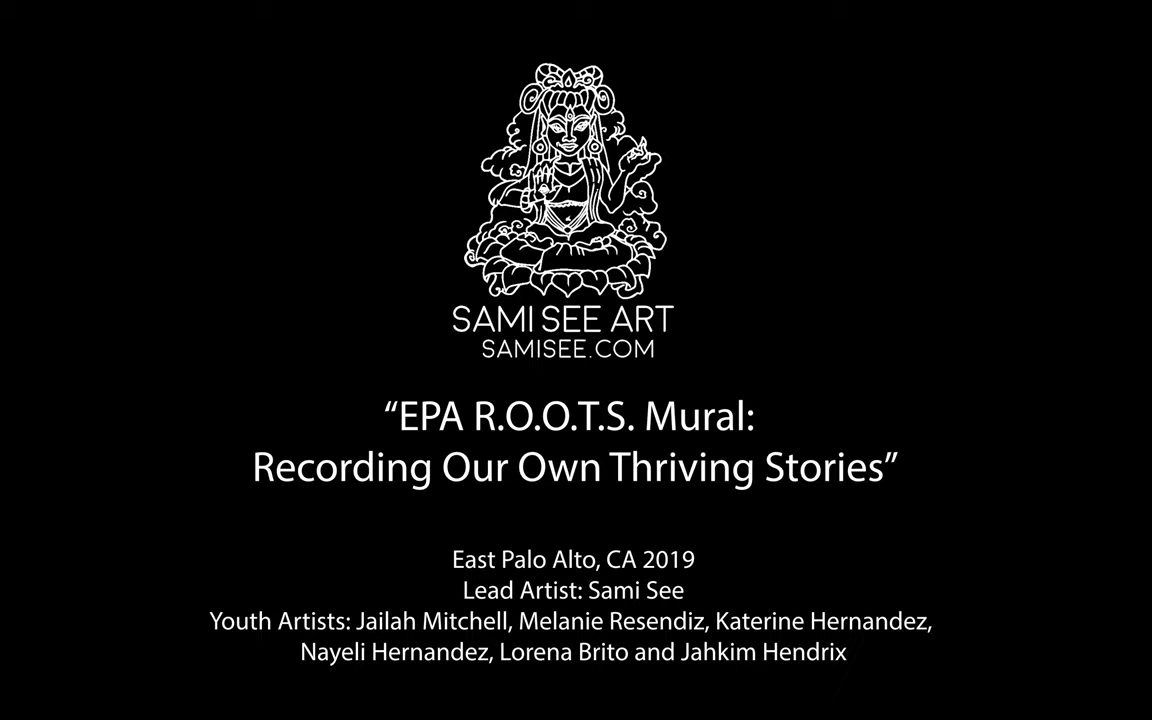 SAMI SEE ART
SAMISEE.COM
“EPA R.O.O.T.S. Mural:
Recording Our Own Thriving Stories”
East Palo Alto, CA 2019
Lead Artist: Sami See
Youth Artists: Jailah Mitchell, Melanie Resendiz, Katerine Hernandez,
Nayeli Hernandez, Lorena Brito and Jahkim Hendrix